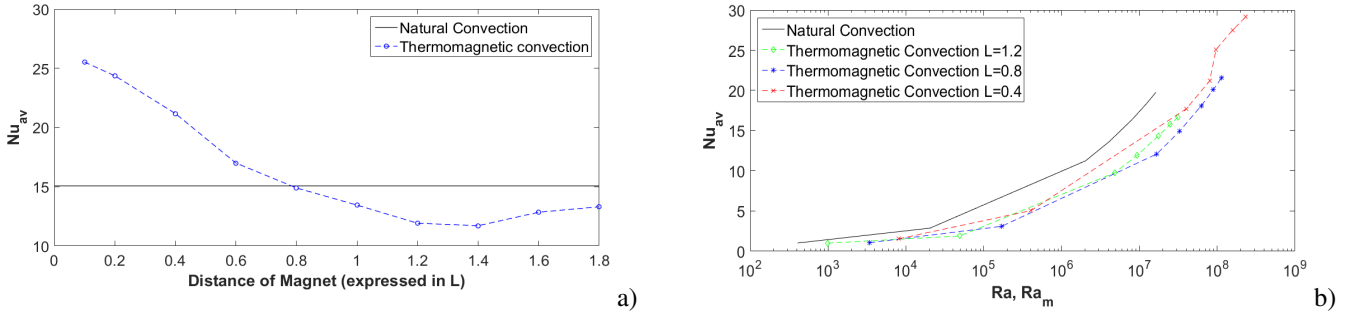 30
25
20
15
10
Nu_av
0 0.2 0.4 0.6 0.8 1.0 1.2 1.4 1.6 1.8
Distance of Magnet (expressed in L)
Natural Convection
Thermomagnetic convection
a)
30
25
20
15
10
5
0
Nu_av
10^2 10^3 10^4 10^5 10^6 10^7 10^8 10^9
Ra, Ra_m
Natural Convection
Thermomagnetic Convection L=1.2
Thermomagnetic Convection L=0.8
Thermomagnetic Convection L=0.4
b)